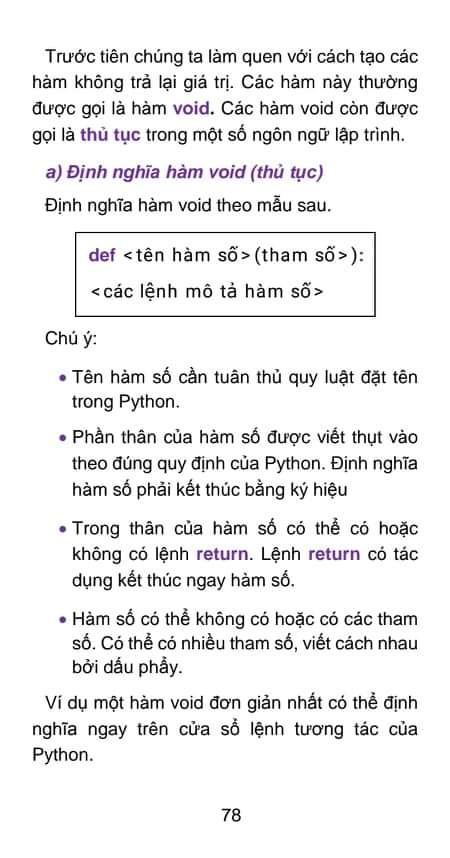 Trước tiên chúng ta làm quen với cách tạo các
hàm không trả lại giá trị. Các hàm này thường
được gọi là hàm void. Các hàm void còn được
gọi là thủ tục trong một số ngôn ngữ lập trình.
a) Định nghĩa hàm void (thủ tục)
Định nghĩa hàm void theo mẫu sau.
def <tên hàm số>(tham số>):
<các lệnh mô tả hàm số>
Chú ý:
• Tên hàm số cần tuân thủ quy luật đặt tên
trong Python.
• Phần thân của hàm số được viết thụt vào
theo đúng quy định của Python. Định nghĩa
hàm số phải kết thúc bằng ký hiệu
• Trong thân của hàm số có thể có hoặc
không có lệnh return. Lệnh return có tác
dụng kết thúc ngay hàm số.
• Hàm số có thể không có hoặc có các tham
số. Có thể có nhiều tham số, viết cách nhau
bởi dấu phẩy.
Ví dụ một hàm void đơn giản nhất có thể định
nghĩa ngay trên cửa sổ lệnh tương tác của
Python.
78